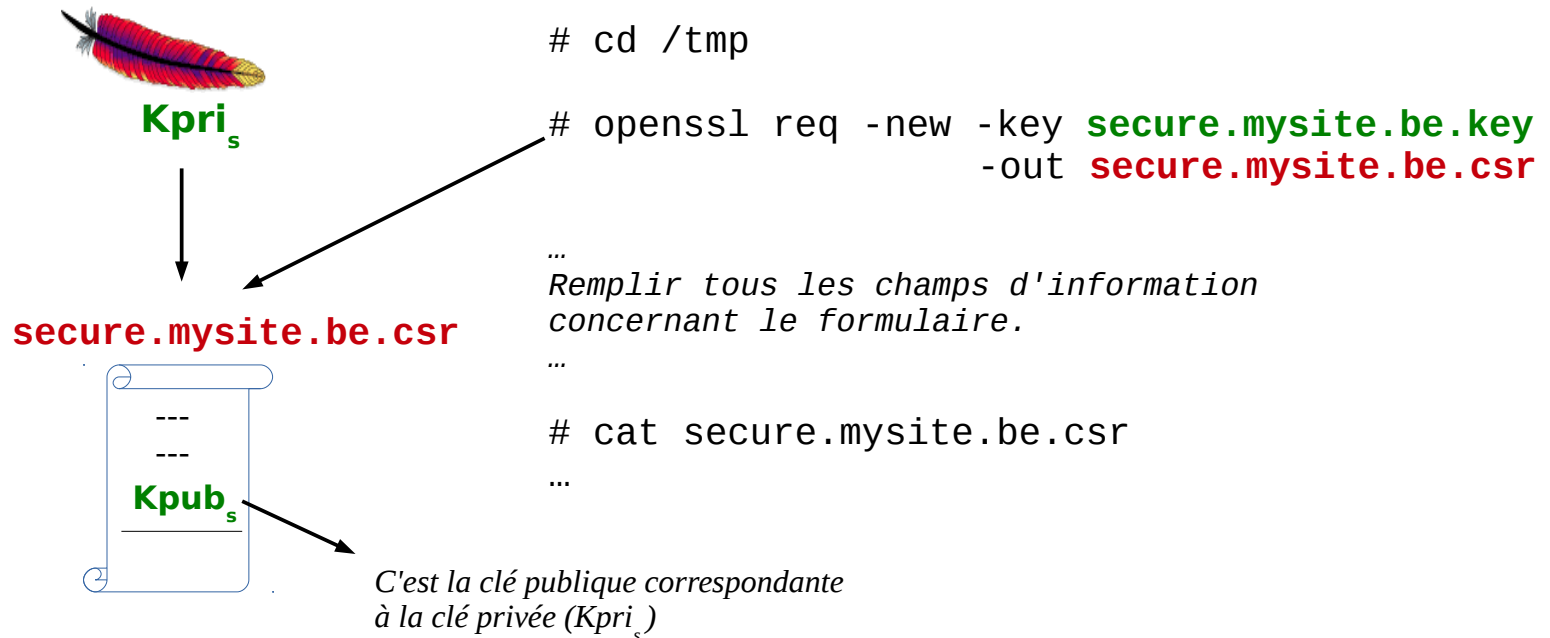 Kpris
secure.mysite.be.csr
---
---
Kpubs
C'est la clé publique correspondante
à la clé privée (Kpris)
# cd /tmp
# openssl req -new -key secure.mysite.be.key
-out secure.mysite.be.csr
…
Remplir tous les champs d'information
concernant le formulaire.
…
# cat secure.mysite.be.csr
…